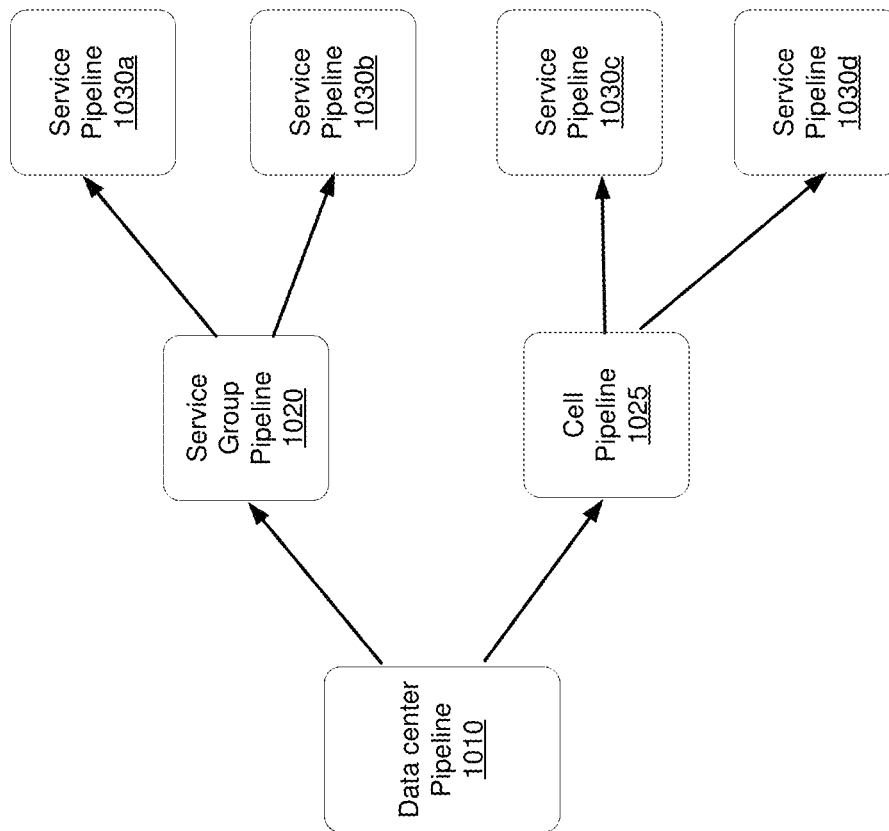 Data center
Pipeline
1010
Service
Group
Pipeline
1020
Cell
Pipeline
1025
Service
Pipeline
1030a
Service
Pipeline
1030b
Service
Pipeline
1030c
Service
Pipeline
1030d